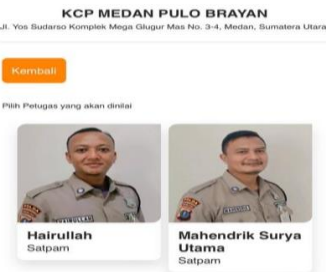 KCP MEDAN PULO BRAYAN
Jl. Yos Sudarso Komplek Mega Glugur Mas No. 3-4, Medan, Sumatera Utara
Kembali
Pilih Petugas yang akan dinilai
Hairullah
Satpam
Mahendrik Surya
Utama
Satpam